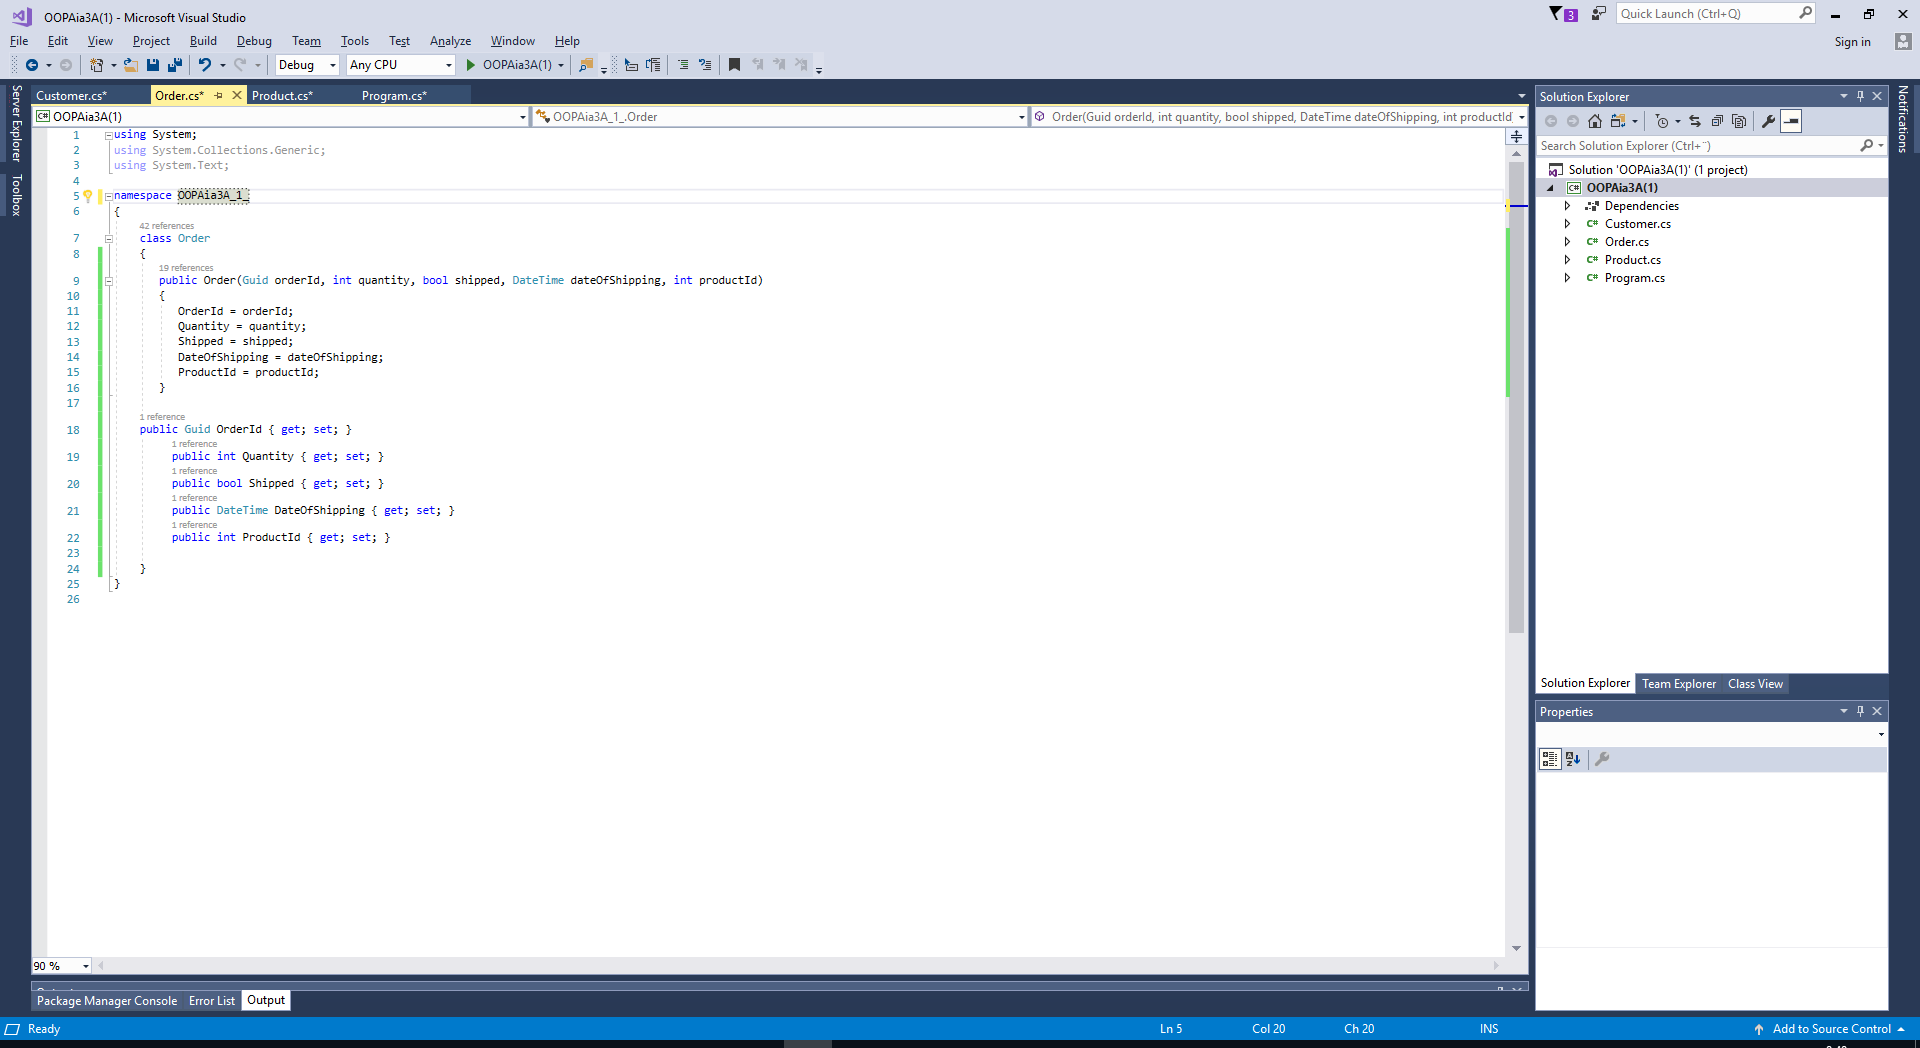 OOPAia3A(1) - Microsoft Visual Studio
3
Quick Launch (Ctrl+Q)
File Edit View Project Build Debug Team Tools Test Analyze Window Help
Sign in
Debug Any CPU OOPAia3A(1)
Server Explorer
Toolbox
Customer.cs* Order.cs* Product.cs* Program.cs*
C# OOPAia3A(1) OOPAia3A_1_.Order Order(Guid orderId, int quantity, bool shipped, DateTime dateOfShipping, int productId
1 using System;
2 using System.Collections.Generic;
3 using System.Text;
4
5 namespace OOPAia3A_1_
6 {
42 references
7 class Order
8 {
19 references
9 public Order(Guid orderId, int quantity, bool shipped, DateTime dateOfShipping, int productId)
10 {
11 OrderId = orderId;
12 Quantity = quantity;
13 Shipped = shipped;
14 DateOfShipping = dateOfShipping;
15 ProductId = productId;
16 }
17
1 reference
18 public Guid OrderId { get; set; }
1 reference
19 public int Quantity { get; set; }
1 reference
20 public bool Shipped { get; set; }
1 reference
21 public DateTime DateOfShipping { get; set; }
1 reference
22 public int ProductId { get; set; }
23
24 }
25 }
26
90 %
Solution Explorer
Search Solution Explorer (Ctrl+¨)
Solution 'OOPAia3A(1)' (1 project)
C# OOPAia3A(1)
Dependencies
C# Customer.cs
C# Order.cs
C# Product.cs
C# Program.cs
Solution Explorer Team Explorer Class View
Properties
Notifications
Package Manager Console Error List Output
Ready Ln 5 Col 20 Ch 20 INS Add to Source Control